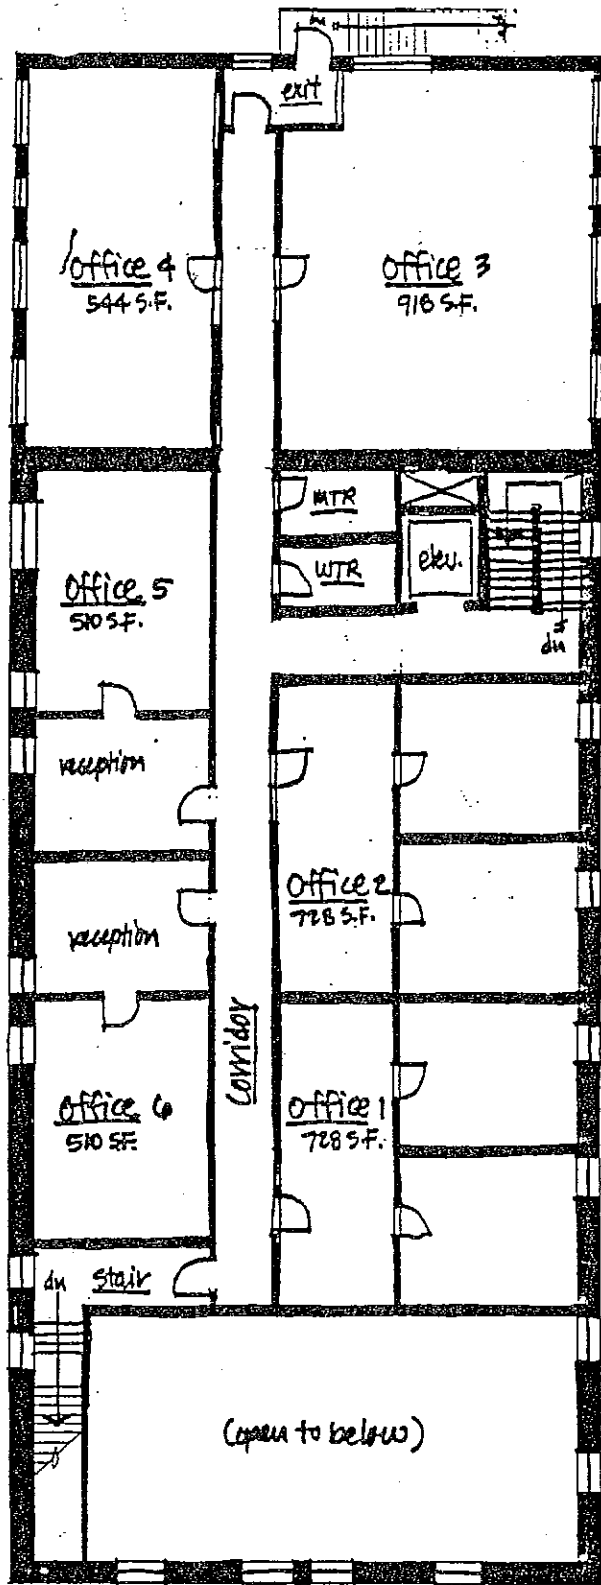 dn
exit
Office 4
544 S.F.
Office 3
918 S.F.
MTR
WTR
elev.
dn
Office 5
510 S.F.
reception
Office 2
728 S.F.
reception
Corridor
Office 6
510 S.F.
Office 1
728 S.F.
dn
stair
(open to below)